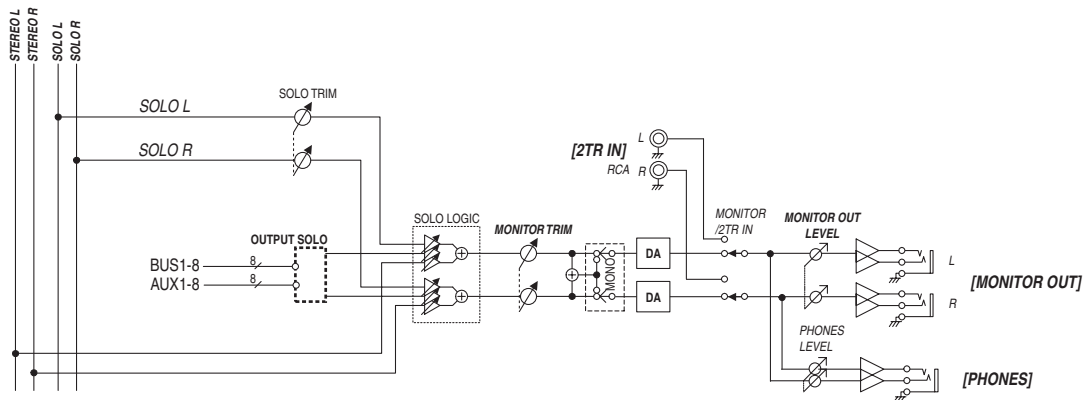 STEREO L
STEREO R
SOLO L
SOLO R
SOLO L
SOLO TRIM
SOLO R
[2TR IN]
L
RCA R
SOLO LOGIC
MONITOR TRIM
MONITOR
/2TR IN
MONITOR OUT
LEVEL
OUTPUT SOLO
BUS1-8
8
AUX1-8
8
MONO
DA
DA
L
R
[MONITOR OUT]
PHONES
LEVEL
[PHONES]